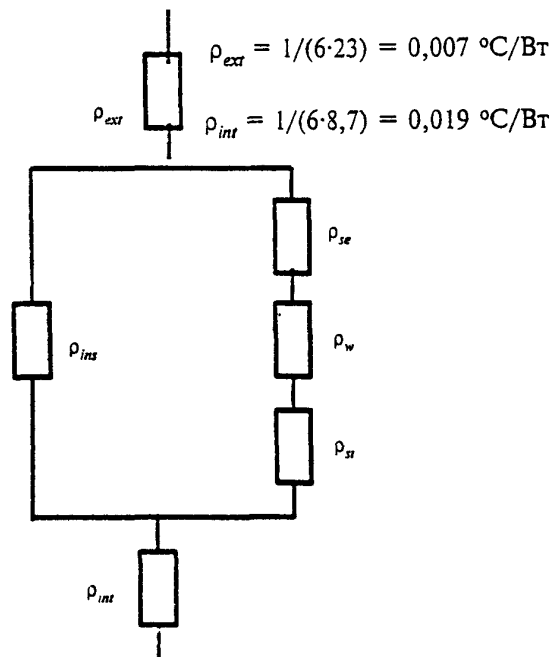 ρext = 1/(6·23) = 0,007 °C/Вт
ρext
ρint = 1/(6·8,7) = 0,019 °C/Вт
ρse
ρins
ρw
ρsi
ρint